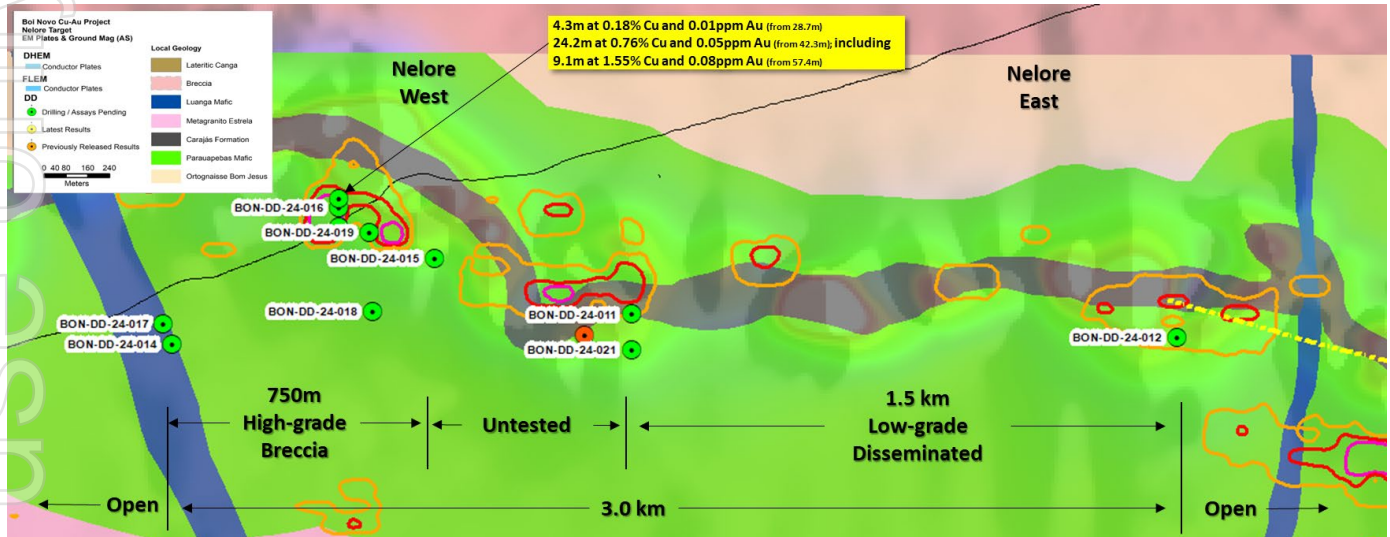 Boi Novo Cu-Au Project
Nelore Target
EM Plates & Ground Mag (AS)
DHEM
Conductor Plates
FLEM
Conductor Plates
DD
Drilling / Assays Pending
Latest Results
Previously Released Results
0 40 80 160 240
Meters
Local Geology
Lateritic Canga
Breccia
Luanga Mafic
Metagranito Estrela
Carajás Formation
Parauapebas Mafic
Ortognaisse Bom Jesus
4.3m at 0.18% Cu and 0.01ppm Au (from 28.7m)
24.2m at 0.76% Cu and 0.05ppm Au (from 42.3m); including
9.1m at 1.55% Cu and 0.08ppm Au (from 57.4m)
Nelore
West
Nelore
East
BON-DD-24-016
BON-DD-24-019
BON-DD-24-015
BON-DD-24-018
BON-DD-24-017
BON-DD-24-014
BON-DD-24-011
BON-DD-24-021
BON-DD-24-012
750m
High-grade
Breccia
Untested
1.5 km
Low-grade
Disseminated
Open
3.0 km
Open